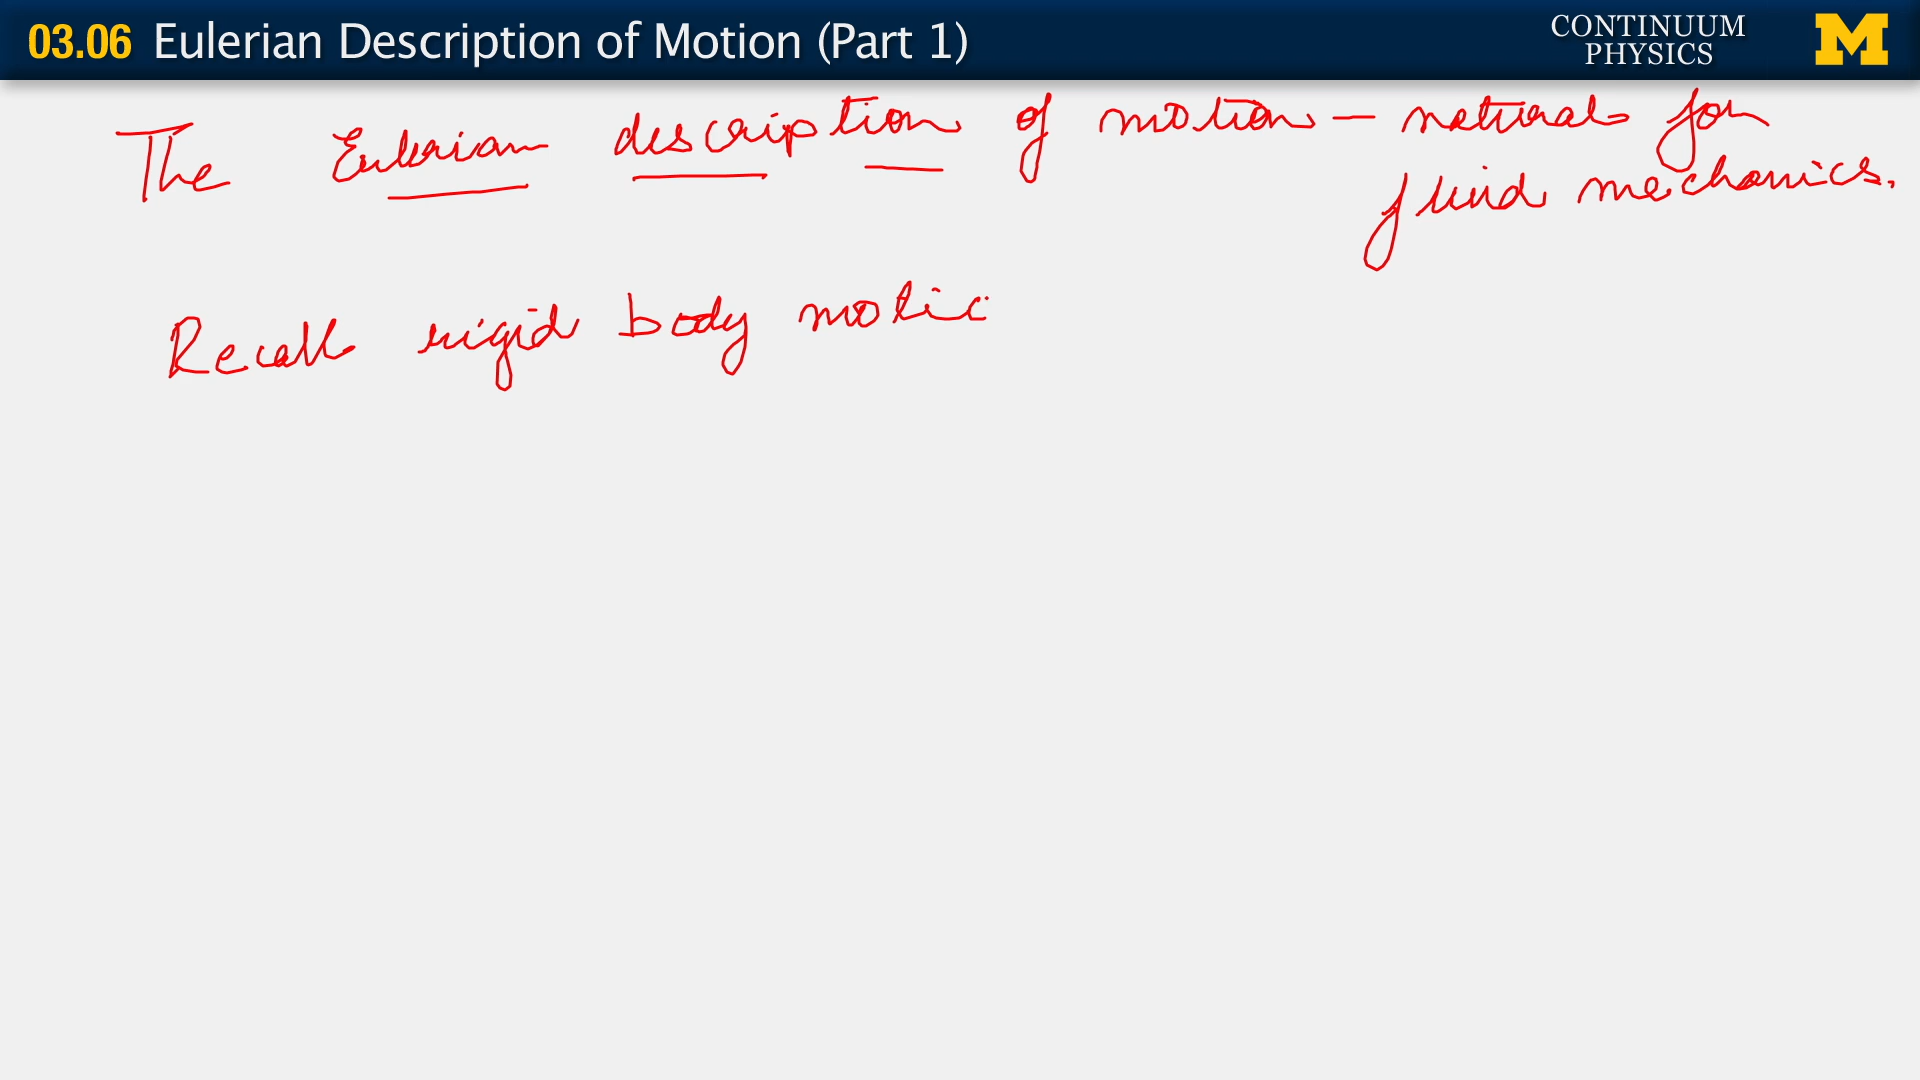 03.06 Eulerian Description of Motion (Part 1)
CONTINUUM
PHYSICS
M
The Eulerian description of motion – natural for
fluid mechanics.
Recall rigid body motio